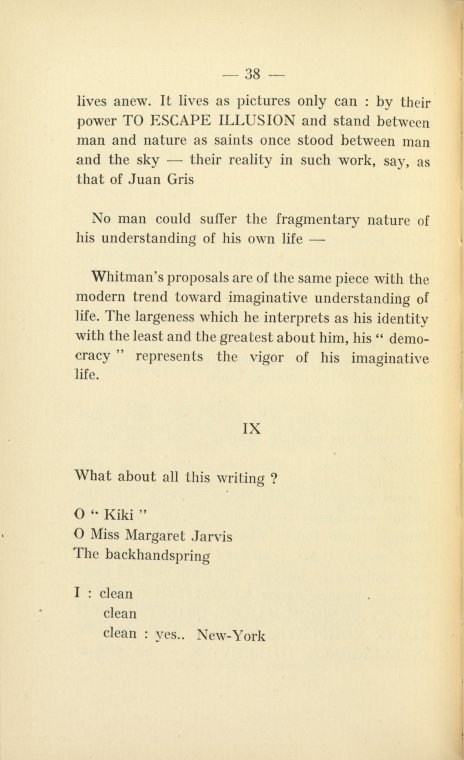 — 38 —
lives anew. It lives as pictures only can : by their
power TO ESCAPE ILLUSION and stand between
man and nature as saints once stood between man
and the sky — their reality in such work, say, as
that of Juan Gris
No man could suffer the fragmentary nature of
his understanding of his own life —
Whitman's proposals are of the same piece with the
modern trend toward imaginative understanding of
life. The largeness which he interprets as his identity
with the least and the greatest about him, his “ demo-
cracy ” represents the vigor of his imaginative
life.
IX
What about all this writing ?
O “ Kiki ”
O Miss Margaret Jarvis
The backhandspring
I : clean
clean
clean : yes.. New-York